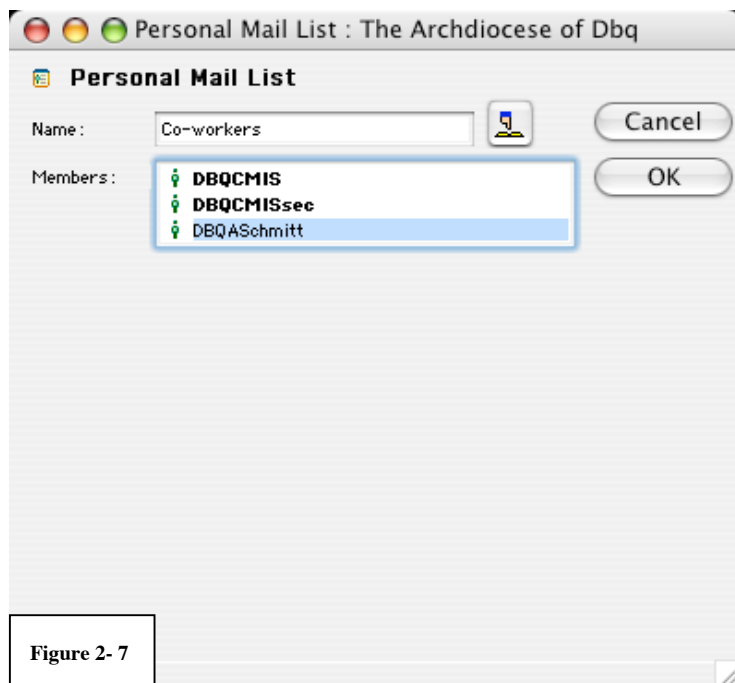 Personal Mail List : The Archdiocese of Dbq
Personal Mail List
Name: Co-workers
Cancel
Members:
OK
DBQCMIS
DBQCMISsec
DBQASchmitt
Figure 2- 7